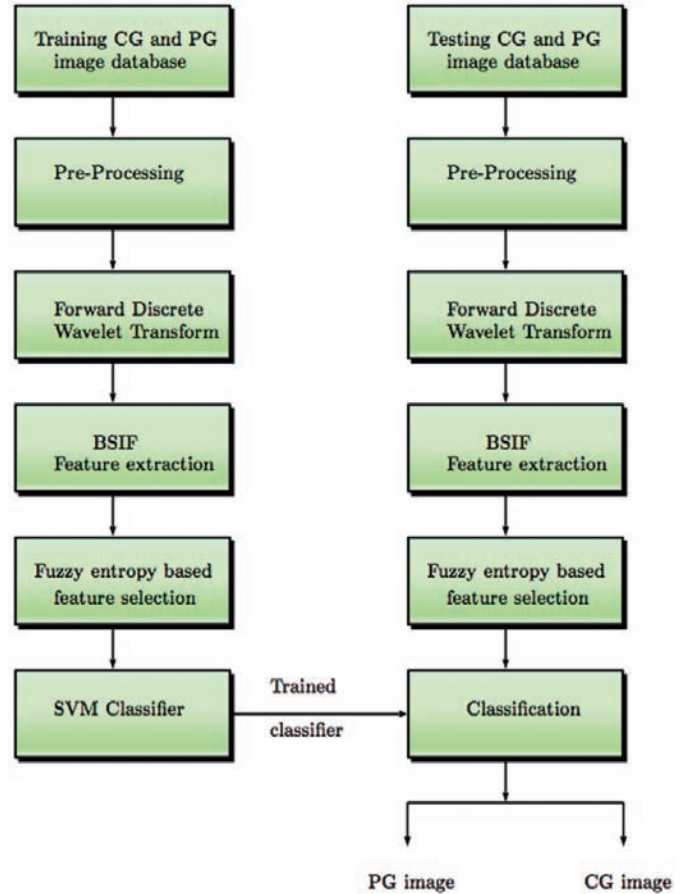 Training CG and PG
image database
Pre-Processing
Forward Discrete
Wavelet Transform
BSIF
Feature extraction
Fuzzy entropy based
feature selection
SVM Classifier
Trained
classifier
Testing CG and PG
image database
Pre-Processing
Forward Discrete
Wavelet Transform
BSIF
Feature extraction
Fuzzy entropy based
feature selection
Classification
PG image
CG image